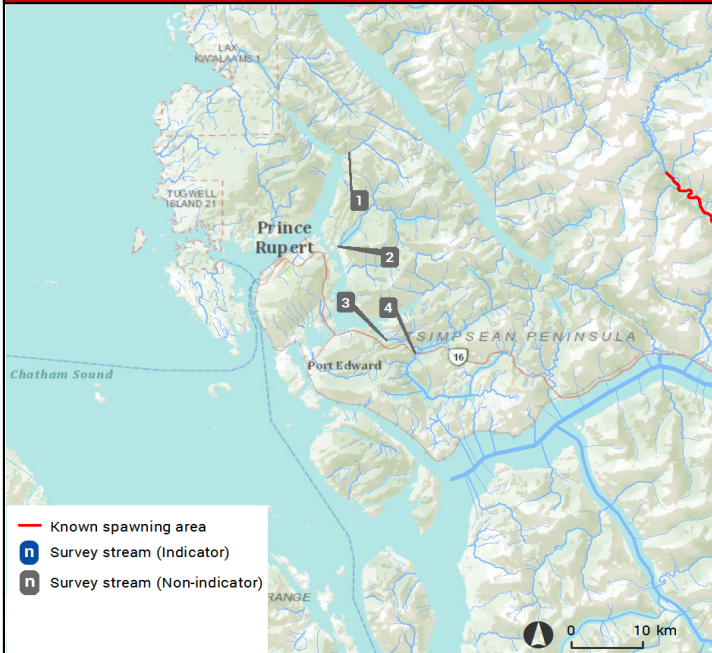 LAX
KW'ALAAMS 1
TUGWELL
ISLAND 21
1
Prince
Rupert
2
3
4
TSIMPSEAN PENINSULA
16
Port Edward
Chatham Sound
Known spawning area
n Survey stream (Indicator)
n Survey stream (Non-indicator)
RANGE
0 10 km